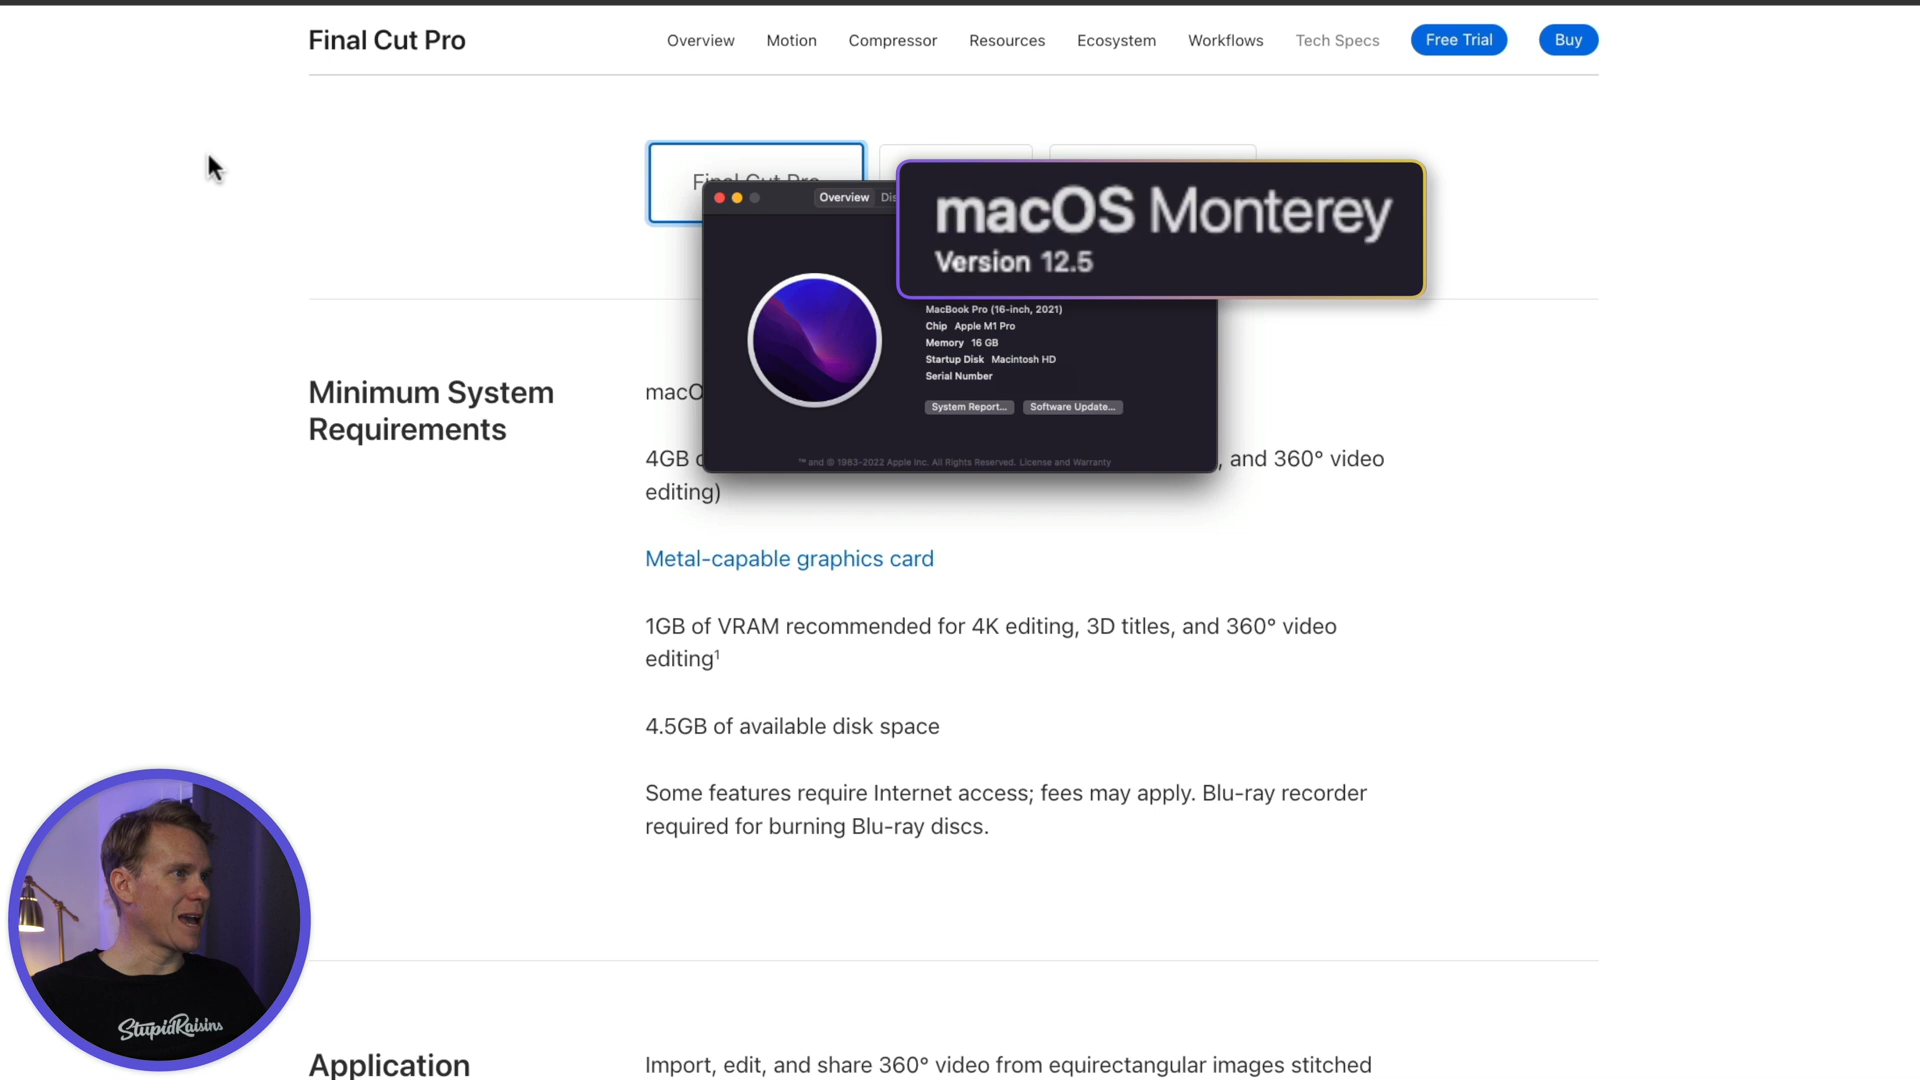 Final Cut Pro
Overview
Motion
Compressor
Resources
Ecosystem
Workflows
Tech Specs
Free Trial
Buy
Final Cut Pro
Overview
macOS Monterey
Version 12.5
MacBook Pro (16-inch, 2021)
Chip Apple M1 Pro
Memory 16 GB
Startup Disk Macintosh HD
Serial Number
System Report...
Software Update...
™ and © 1983-2022 Apple Inc. All Rights Reserved. License and Warranty
Minimum System
Requirements
4GB
, and 360° video
editing)
Metal-capable graphics card
1GB of VRAM recommended for 4K editing, 3D titles, and 360° video
editing¹
4.5GB of available disk space
Some features require Internet access; fees may apply. Blu-ray recorder
required for burning Blu-ray discs.
StupidRaisins
Application
Import, edit, and share 360° video from equirectangular images stitched